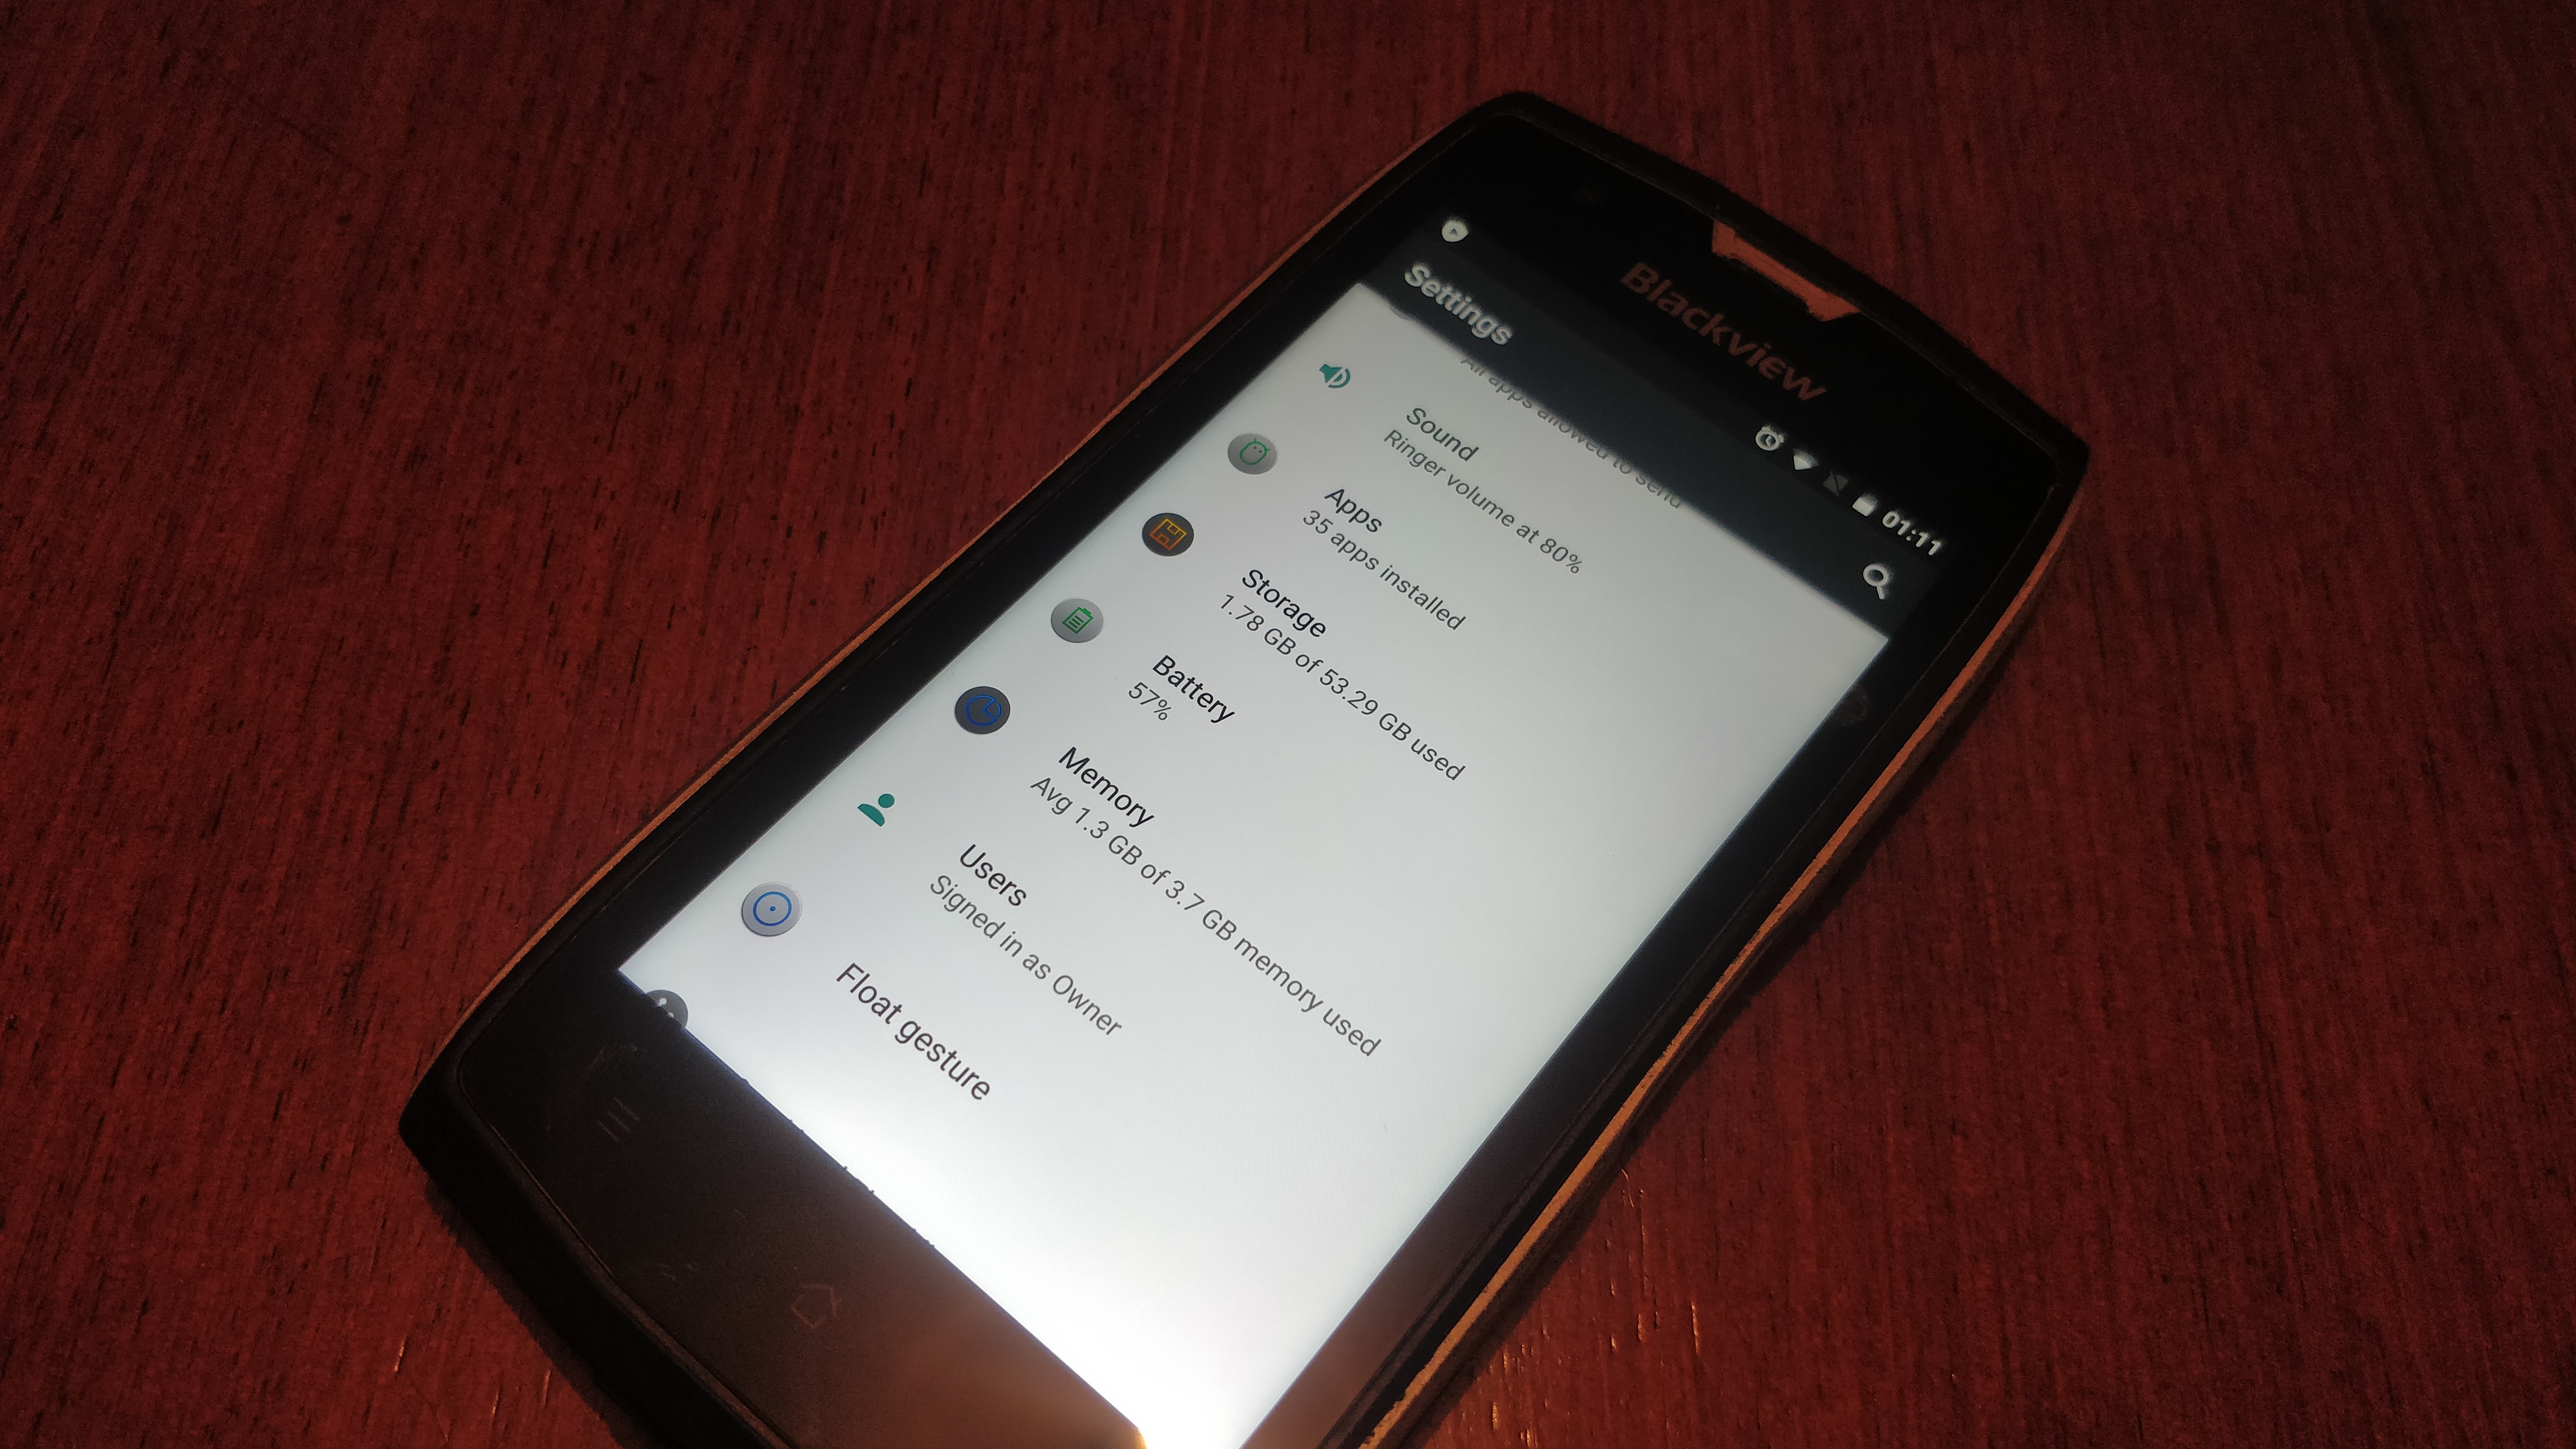 Blackview
01:11
Settings
All apps allowed to send
Sound
Ringer volume at 80%
Apps
35 apps installed
Storage
1.78 GB of 53.29 GB used
Battery
57%
Memory
Avg 1.3 GB of 3.7 GB memory used
Users
Signed in as Owner
Float gesture